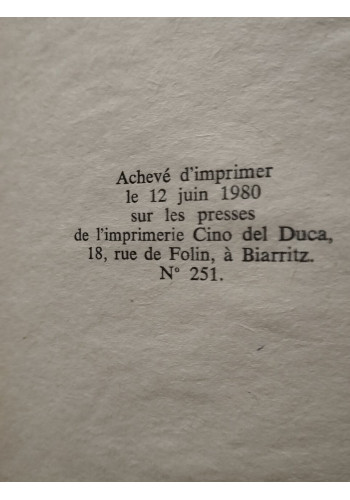 Achevé d'imprimer
le 12 juin 1980
sur les presses
de l'imprimerie Cino del Duca,
18, rue de Folin, à Biarritz.
N° 251.